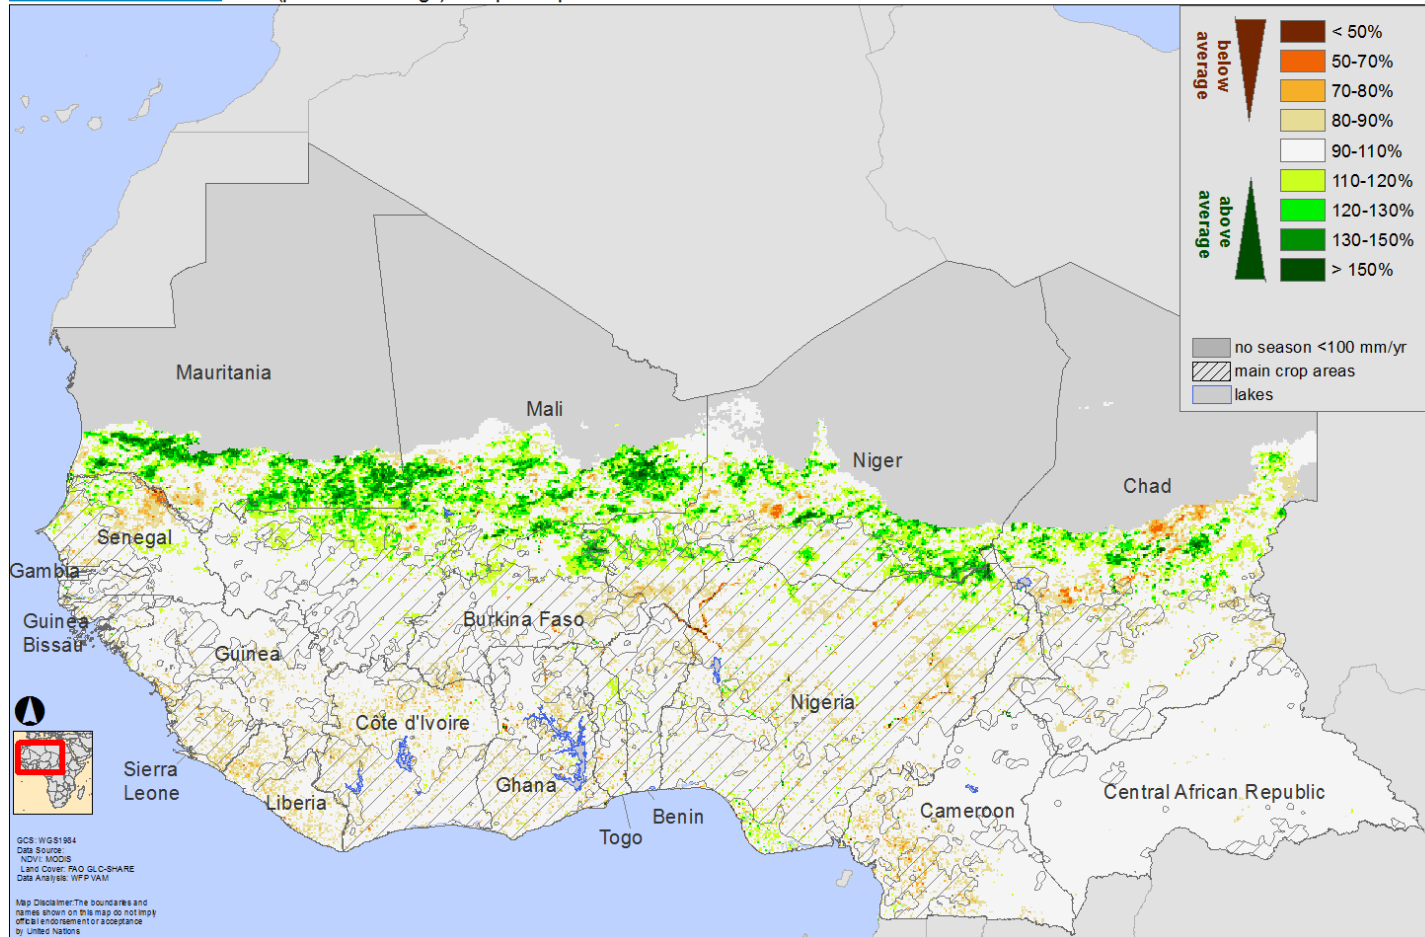 below
average
above
average
< 50%
50-70%
70-80%
80-90%
90-110%
110-120%
120-130%
130-150%
> 150%
no season <100 mm/yr
main crop areas
lakes
Mauritania
Mali
Niger
Chad
Senegal
Gambia
Guinea
Bissau
Burkina Faso
Guinea
Nigeria
Côte d'Ivoire
Sierra
Leone
Ghana
Liberia
Togo
Benin
Cameroon
Central African Republic
GCS: WGS1984
Data Source:
NDVI: MODIS
Land Cover: FAO GLC-SHARE
Data Analysis: WFP VAM
Map Disclaimer:The boundaries and
names shown on this map do not imply
official endorsement or acceptance
by United Nations